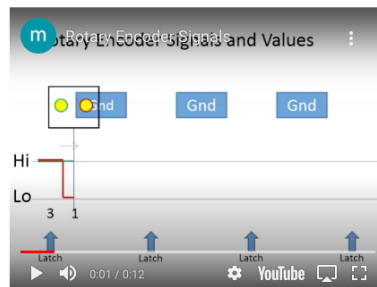 m
Rotary Encoder Signals
Rotary Encoder Signals and Values
Gnd Gnd Gnd
Hi
Lo
3 1
Latch Latch Latch Latch
0:01 / 0:12 YouTube